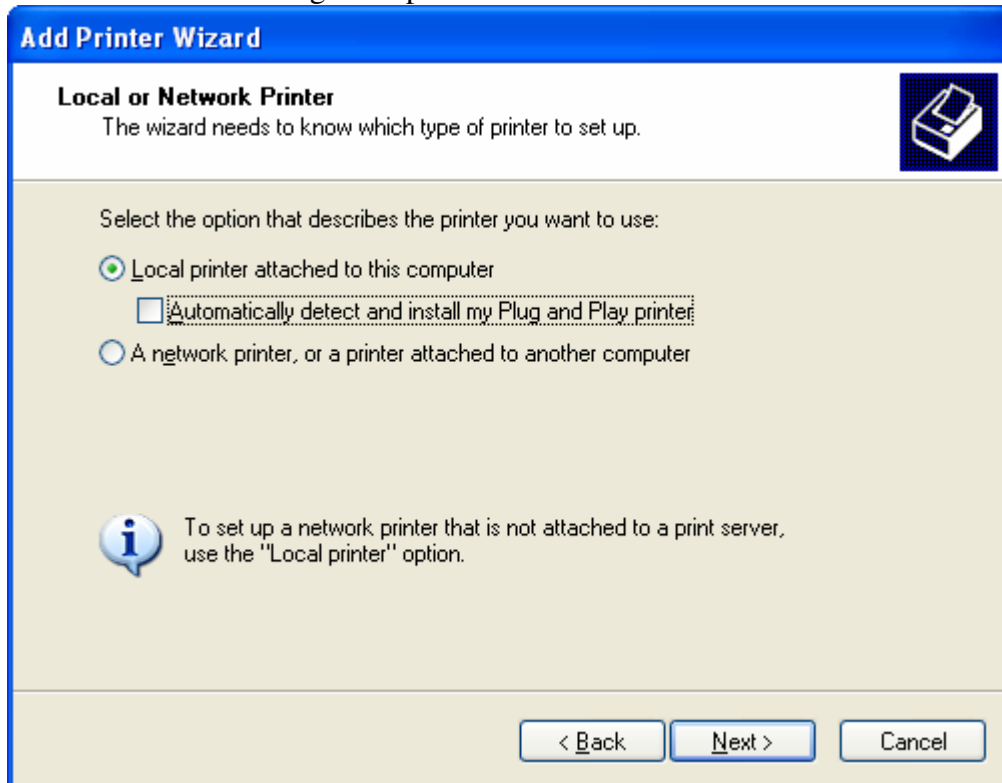 Add Printer Wizard
Local or Network Printer
The wizard needs to know which type of printer to set up.
Select the option that describes the printer you want to use:
Local printer attached to this computer
Automatically detect and install my Plug and Play printer
A network printer, or a printer attached to another computer
To set up a network printer that is not attached to a print server,
use the "Local printer" option.
< Back Next > Cancel